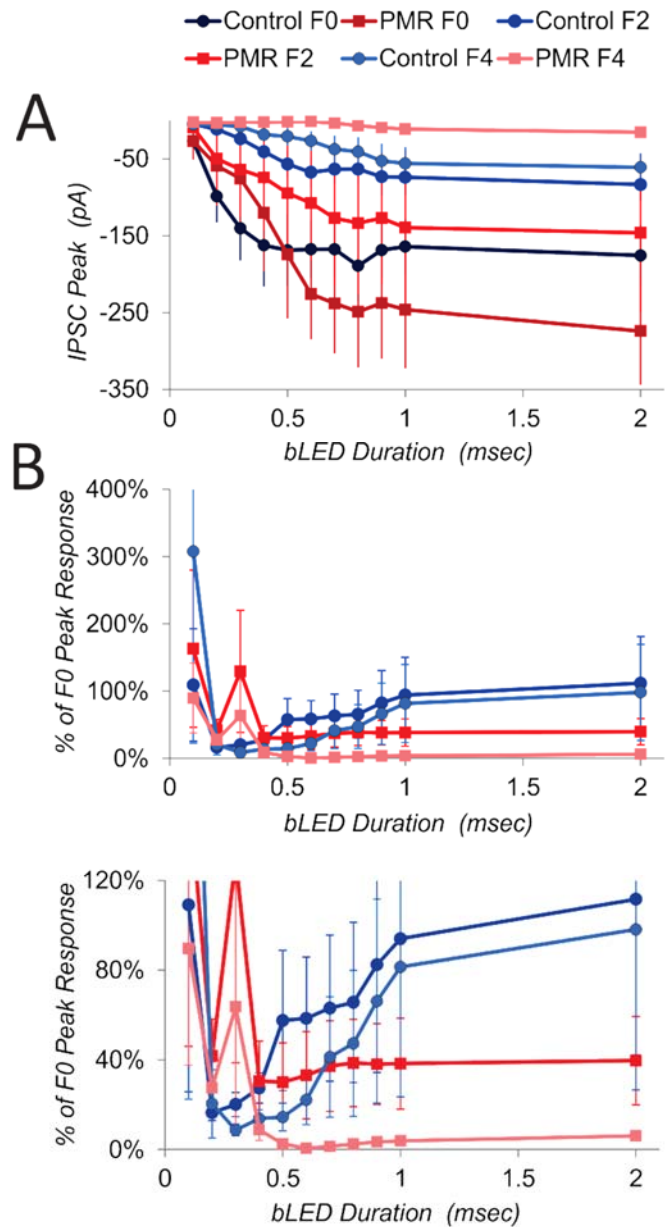 Control F0 PMR F0 Control F2
PMR F2 Control F4 PMR F4
A
-50
-150
-250
-350
IPSC Peak (pA)
0 0.5 1 1.5 2
bLED Duration (msec)
B
400%
300%
200%
100%
0%
% of F0 Peak Response
0 0.5 1 1.5 2
bLED Duration (msec)
120%
80%
40%
0%
% of F0 Peak Response
0 0.5 1 1.5 2
bLED Duration (msec)